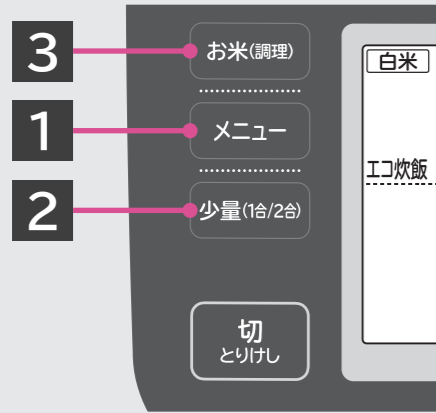 3
お米(調理)
1
メニュー
2
少量(1合/2合)
切
とりけし
白米
エコ炊飯